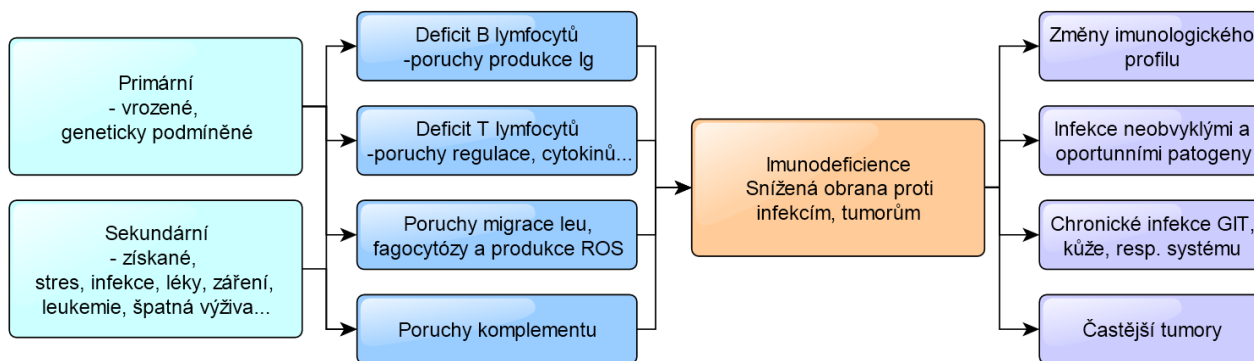 Primární
- vrozené,
geneticky podmíněné
Sekundární
- získané,
stres, infekce, léky, záření,
leukemie, špatná výživa...
Deficit B lymfocytů
-poruchy produkce Ig
Deficit T lymfocytů
-poruchy regulace, cytokinů...
Poruchy migrace leu,
fagocytózy a produkce ROS
Poruchy komplementu
Imunodeficience
Snížená obrana proti
infekcím, tumorům
Změny imunologického
profilu
Infekce neobvyklými a
oportunními patogeny
Chronické infekce GIT,
kůže, resp. systému
Častější tumory